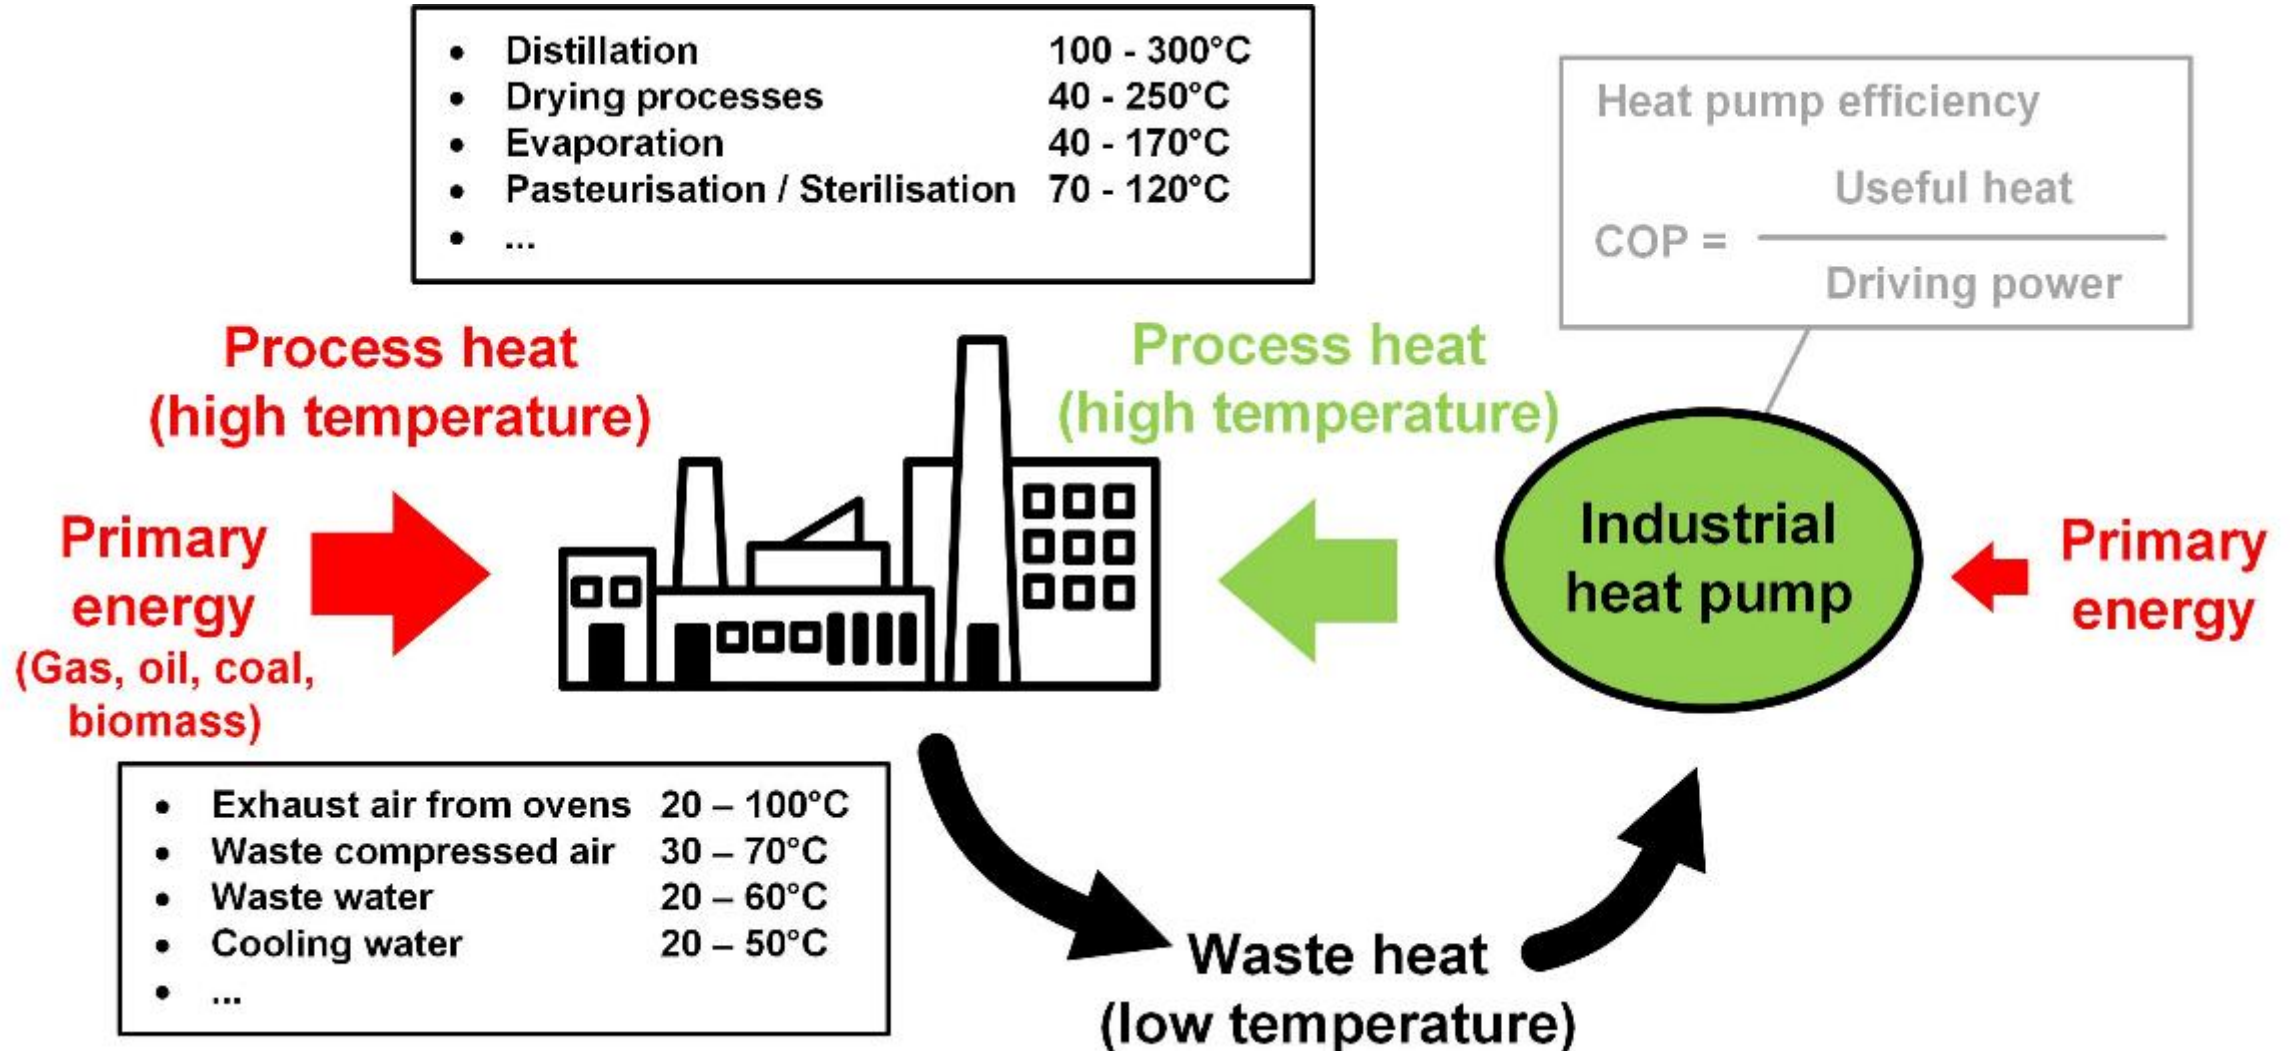 • Distillation 100 - 300°C
• Drying processes 40 - 250°C
• Evaporation 40 - 170°C
• Pasteurisation / Sterilisation 70 - 120°C
• ...
Heat pump efficiency
COP =
Useful heat
Driving power
Process heat
(high temperature)
Primary
energy
(Gas, oil, coal,
biomass)
Process heat
(high temperature)
Industrial
heat pump
Primary
energy
• Exhaust air from ovens 20 – 100°C
• Waste compressed air 30 – 70°C
• Waste water 20 – 60°C
• Cooling water 20 – 50°C
• ...
Waste heat
(low temperature)